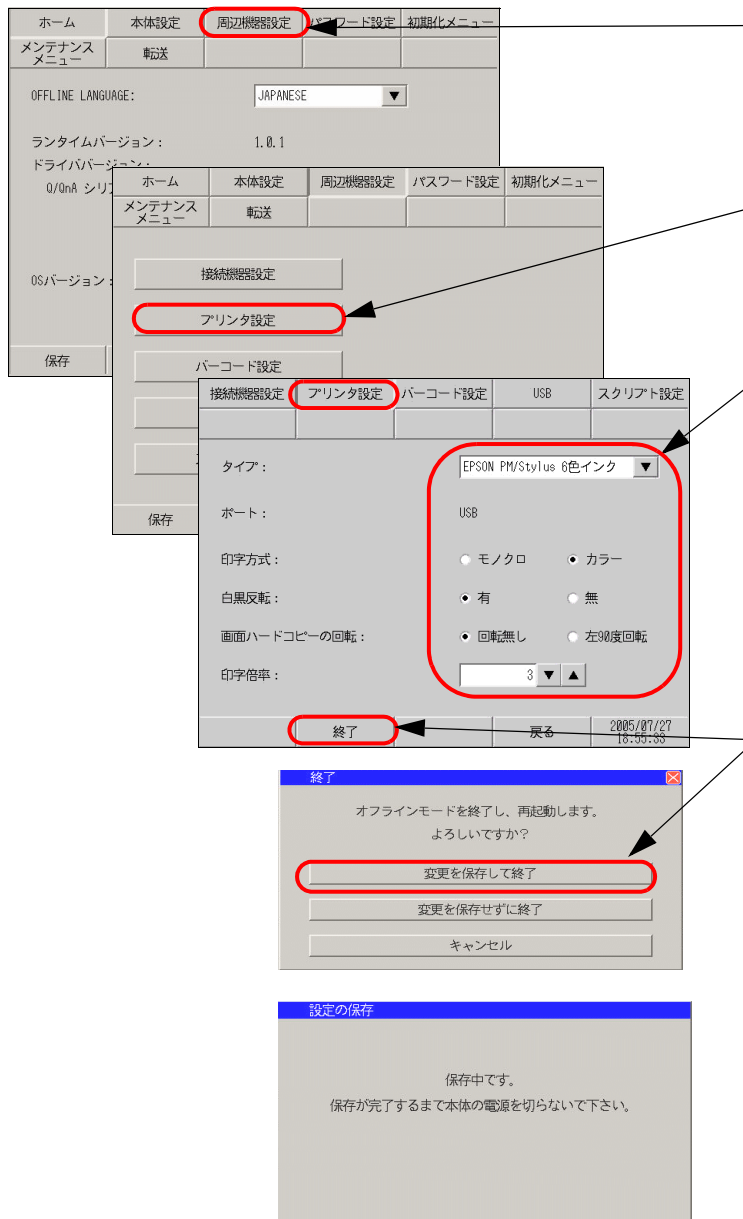 ホーム 本体設定 周辺機器設定 パスワード設定 初期化メニュー
メンテナンス
メニュー 転送
OFFLINE LANGUAGE: JAPANESE ▼
ランタイムバージョン: 1.0.1
ドライババージョン:
Q/QnA シリ
OSバージョン:
保存
ホーム 本体設定 周辺機器設定 パスワード設定 初期化メニュー
メンテナンス
メニュー 転送
接続機器設定
プリンタ設定
バーコード設定
保存
接続機器設定 プリンタ設定 バーコード設定 USB スクリプト設定
タイプ: EPSON PM/Stylus 6色インク ▼
ポート: USB
印字方式: モノクロ カラー
白黒反転: 有 無
画面ハードコピーの回転: 回転無し 左90度回転
印字倍率: 3 ▼ ▲
終了 戻る 2005/07/27
18:55:33
終了
オフラインモードを終了し、再起動します。
よろしいですか?
変更を保存して終了
変更を保存せずに終了
キャンセル
設定の保存
保存中です。
保存が完了するまで本体の電源を切らないで下さい。